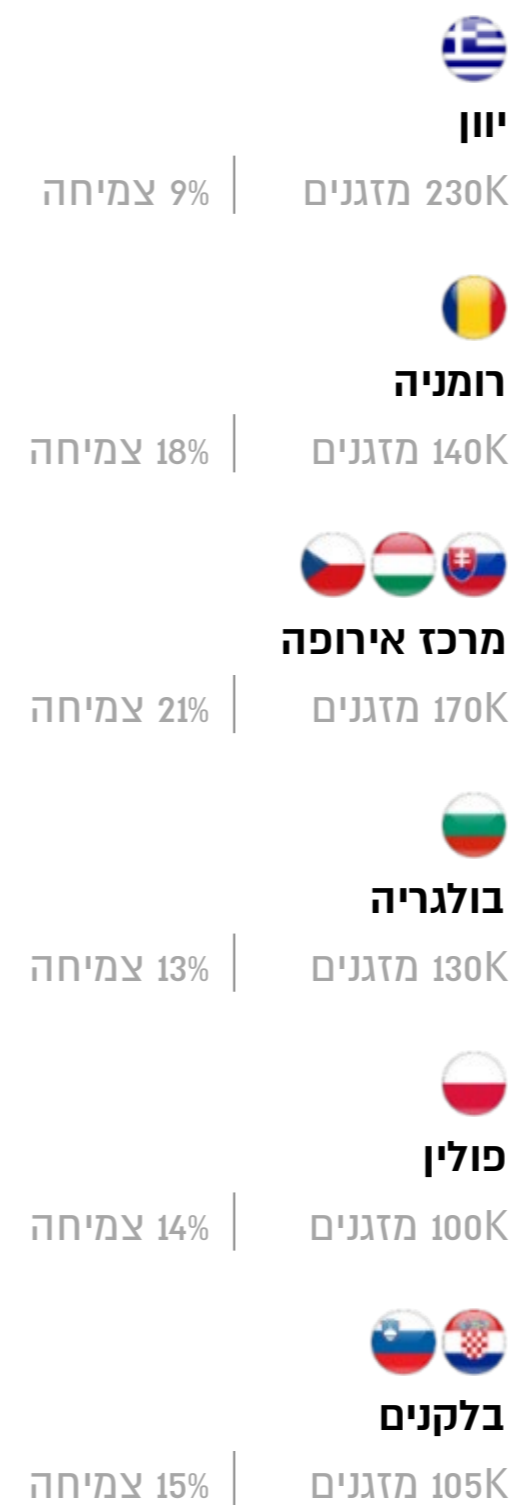 יוון
230K מזגנים | 9% צמיחה
רומניה
140K מזגנים | 18% צמיחה
מרכז אירופה
170K מזגנים | 21% צמיחה
בולגריה
130K מזגנים | 13% צמיחה
פולין
100K מזגנים | 14% צמיחה
בלקנים
105K מזגנים | 15% צמיחה